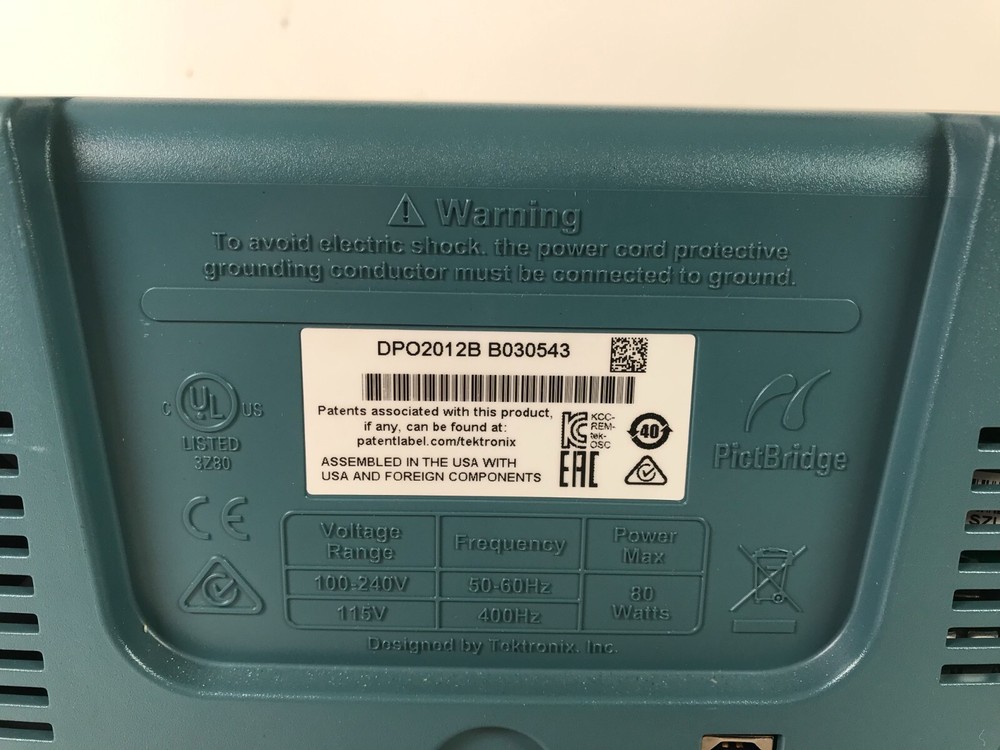 Warning
To avoid electric shock, the power cord protective
grounding conductor must be connected to ground.
DPO2012B B030543
Patents associated with this product,
if any, can be found at:
patentlabel.com/tektronix
ASSEMBLED IN THE USA WITH
USA AND FOREIGN COMPONENTS
KCC-
REM-
tek-
OSC
40
EAC
C UL US
LISTED
3Z80
CE
PictBridge
Voltage Range Frequency Power Max
100-240V 50-60Hz 80 Watts
115V 400Hz
Designed by Tektronix, Inc.